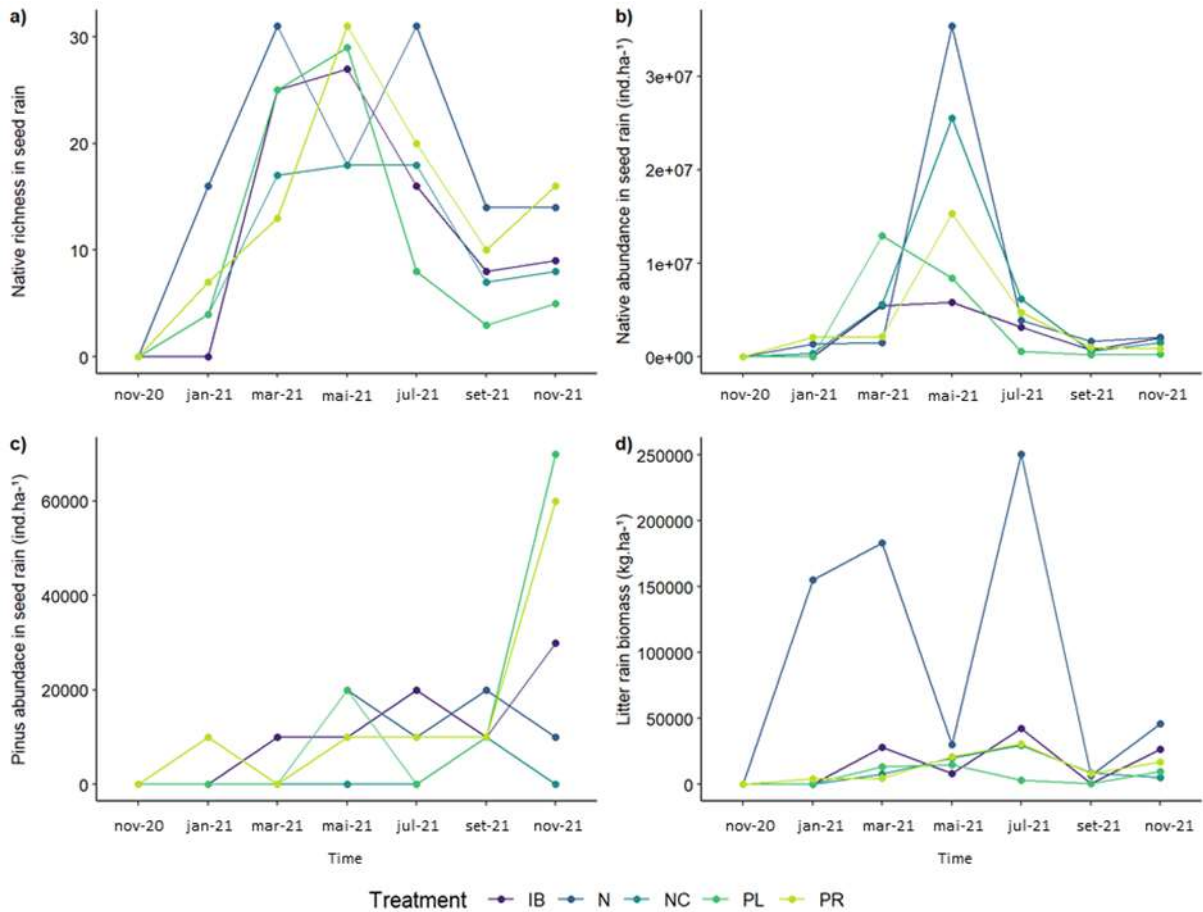 a)
Native richness in seed rain
30
20
10
0
nov-20 jan-21 mar-21 mai-21 jul-21 set-21 nov-21
b)
Native abundance in seed rain (ind.ha-¹)
3e+07
2e+07
1e+07
0e+00
nov-20 jan-21 mar-21 mai-21 jul-21 set-21 nov-21
c)
Pinus abundace in seed rain (ind.ha-¹)
60000
40000
20000
0
nov-20 jan-21 mar-21 mai-21 jul-21 set-21 nov-21
Time
d)
Litter rain biomass (kg.ha-¹)
250000
200000
150000
100000
50000
0
nov-20 jan-21 mar-21 mai-21 jul-21 set-21 nov-21
Time
Treatment IB N NC PL PR